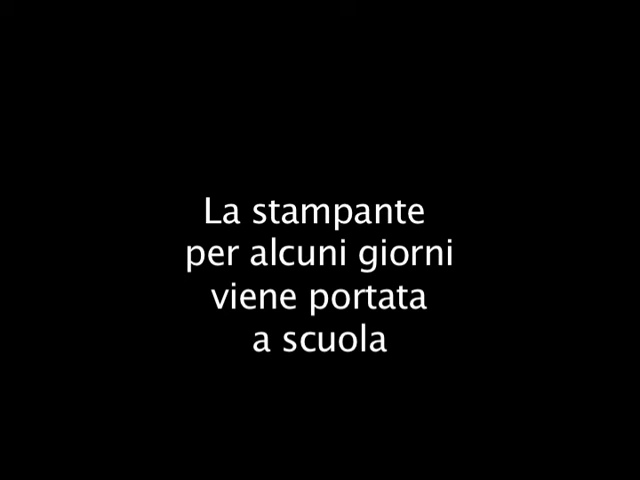 La stampante
per alcuni giorni
viene portata
a scuola